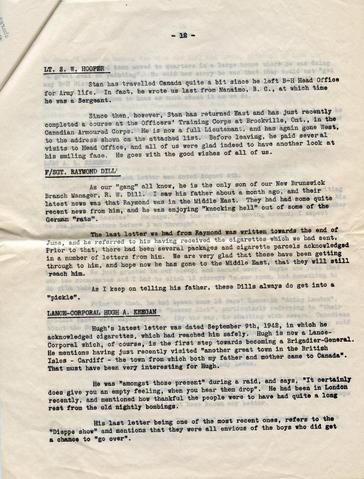 - 12 -
LT. S. W. HOOPER
Stan has travelled Canada quite a bit since he left B-H Head Office
for Army life. In fact, he wrote us last from Nanaimo, B. C., at which time
he was a Sergeant.
Since then, however, Stan has returned East and has just recently
completed a course at the Officers' Training Corps at Brockville, Ont., in the
Canadian Armoured Corps. He is now a full Lieutenant, and has again gone West,
to the address shown on the attached list. Before leaving, he paid several
visits to Head Office, and all of us were glad indeed to have another look at
his smiling face. He goes with the good wishes of all of us.
F/SGT. RAYMOND DILL
As our "gang" all know, he is the only son of our New Brunswick
Branch Manager, R. W. Dill. I saw his father about a month ago, and their
latest news was that Raymond was in the Middle East. They had had some quite
recent news from him, and he was enjoying "knocking hell" out of some of the
German "rats".
The last letter we had from Raymond was written towards the end of
June, and he referred to his having received the cigarettes which we had sent.
Prior to that, there had been several packages and cigarette parcels acknowledged
in a number of letters from him. We are very glad that these have been getting
through to him, and hope now he has gone to the Middle East, that they will still
reach him.
As I keep on telling his father, these Dills always do get into a
"pickle".
LANCE-CORPORAL HUGH A. KEEGAN
Hugh's latest letter was dated September 9th, 1942, in which he
acknowledged cigarettes, which had reached him safely. Hugh is now a Lance-
Corporal which, of course, is the first step towards becoming a Brigadier-General.
He mentions having just recently visited "another great town in the British
Isles - Cardiff - the town from which both my father and mother came to Canada".
That must have been very interesting for Hugh.
He was "amongst those present" during a raid, and says, "It certainly
does give you an empty feeling, when you hear them drop". He had been in London
recently, and mentioned how thankful the people were to have had quite a long
rest from the old nightly bombings.
His last letter being one of the most recent ones, refers to the
"Dieppe show" and mentions that they were all envious of the boys who did get
a chance to "go over".